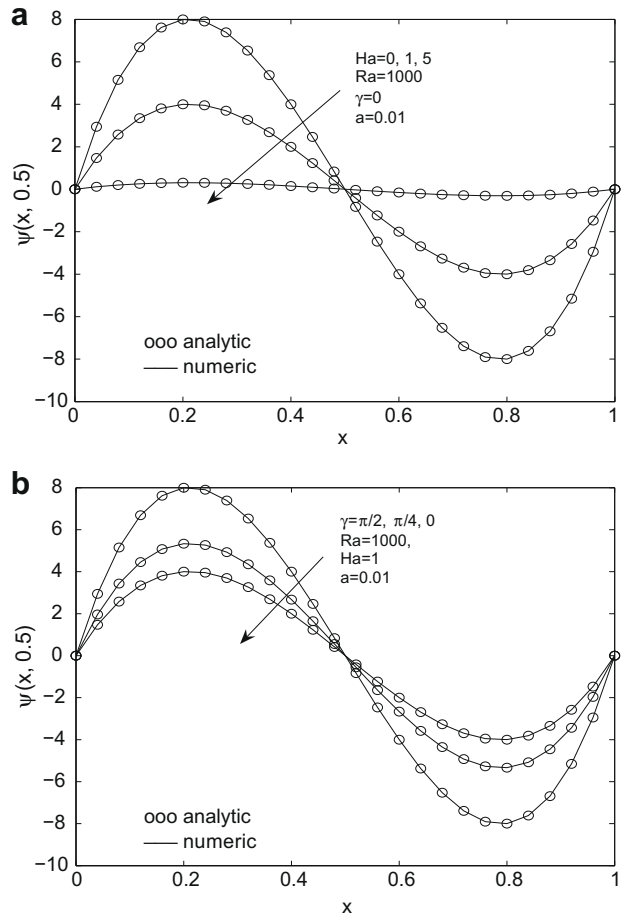 a
8
6
4
2
0
−2
−4
−6
−8
−10
ψ(x, 0.5)
Ha=0, 1, 5
Ra=1000
γ=0
a=0.01
ooo analytic
numeric
0 0.2 0.4 0.6 0.8 1
x
b
8
6
4
2
0
−2
−4
−6
−8
−10
ψ(x, 0.5)
γ=π/2, π/4, 0
Ra=1000,
Ha=1
a=0.01
ooo analytic
numeric
0 0.2 0.4 0.6 0.8 1
x